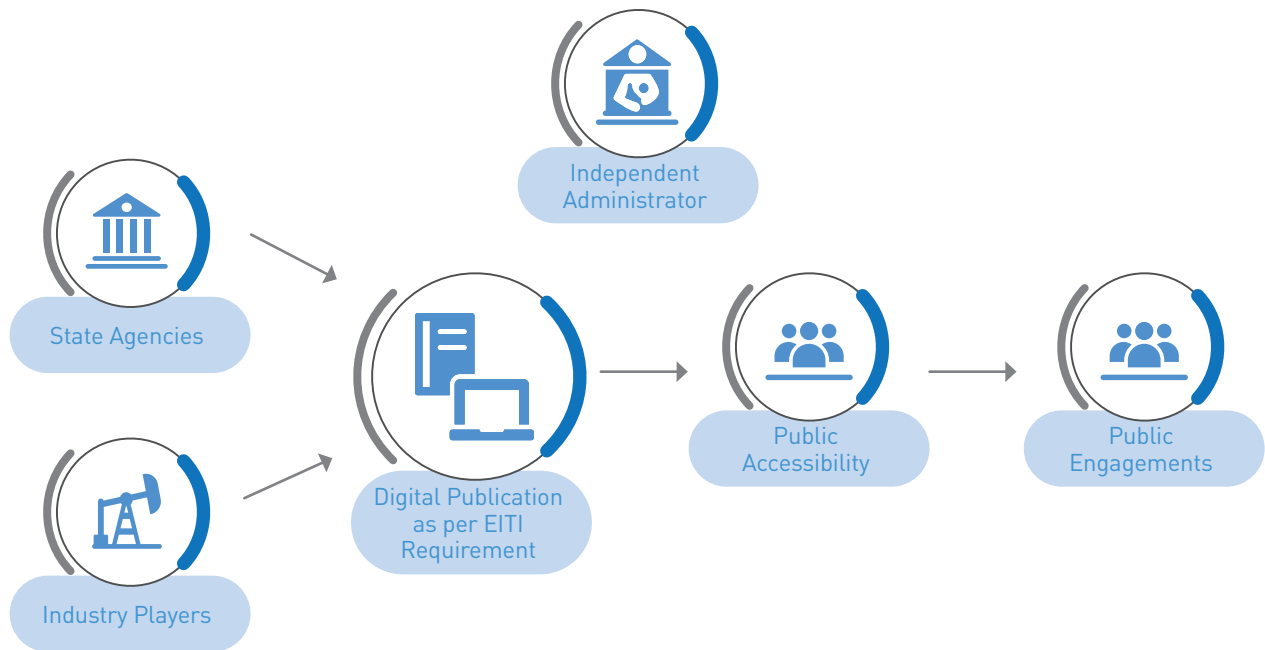 Independent
Administrator
State Agencies
Public
Accessibility
Public
Engagements
Digital Publication
as per EITI
Requirement
Industry Players